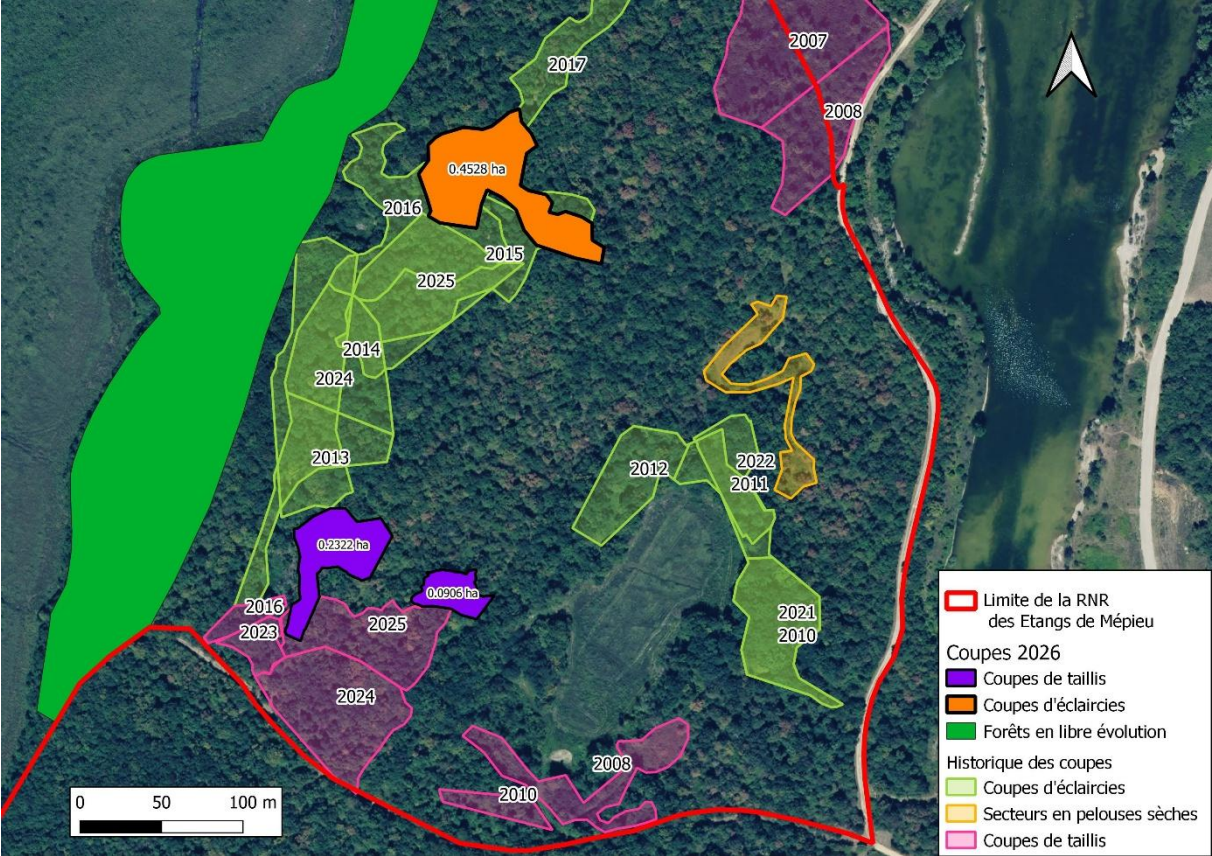 2017
2007
2008
0.4528 ha
2016
2015
2025
2014
2024
2013
2012
2022
2011
0.2322 ha
0.0906 ha
2016
2023
2025
2021
2010
2024
2008
2010
0 50 100 m
Limite de la RNR
des Etangs de Mépieu
Coupes 2026
Coupes de taillis
Coupes d'éclaircies
Forêts en libre évolution
Historique des coupes
Coupes d'éclaircies
Secteurs en pelouses sèches
Coupes de taillis